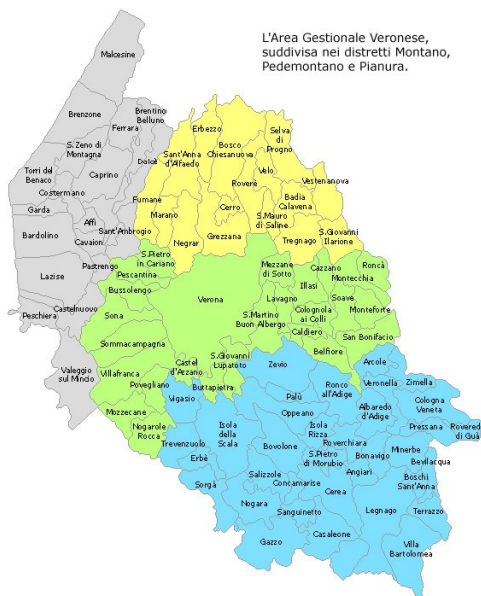 L'Area Gestionale Veronese,
suddivisa nei distretti Montano,
Pedemontano e Pianura.
Malcesine
Brenzone
Brentino
Belluno
Ferrara
S. Zeno di
Montagna
Torri del
Benaco
Caprino
Dolcè
Costermano
Garda
Affi
Bardolino
Cavaion
Sant'Ambrogio
Lazise
Pastrengo
Castelnuovo
Peschiera
Valeggio
sul Mincio
Erbezzo
Bosco
Chiesanuova
Selva
di
Progno
Sant'Anna
d'Alfaedo
Velo
Roverè
Vestenanova
Badia
Calavena
Fumane
Marano
Cerro
S.Mauro
di Saline
Negrar
Grezzana
Tregnago
S.Giovanni
Ilarione
S.Pietro
in Cariano
Pescantina
Bussolengo
Mezzane
di Sotto
Cazzano
Roncà
Montecchia
Illasi
Verona
Lavagno
Soave
Sona
S.Martino
Buon Albergo
Colognola
ai Colli
Monteforte
Caldiero
San Bonifacio
Sommacampagna
Belfiore
Castel
d'Azzano
S.Giovanni
Lupatoto
Villafranca
Povegliano
Buttapietra
Mozzecane
Nogarole
Rocca
Zevio
Arcole
Vigasio
Ronco
all'Adige
Veronella
Zimella
Palù
Oppeano
Albaredo
d'Adige
Cologna
Veneta
Isola
della
Scala
Isola
Rizza
Pressana
Rovered
di Guà
Trevenzuolo
Bovolone
Roverchiara
S.Pietro
di Morubio
Bonavigo
Minerbe
Bevilacqua
Erbè
Angiari
Sorgà
Salizzole
Concamarise
Cerea
Boschi
Sant'Anna
Nogara
Sanguinetto
Legnago
Terrazzo
Casaleone
Gazzo
Villa
Bartolomea